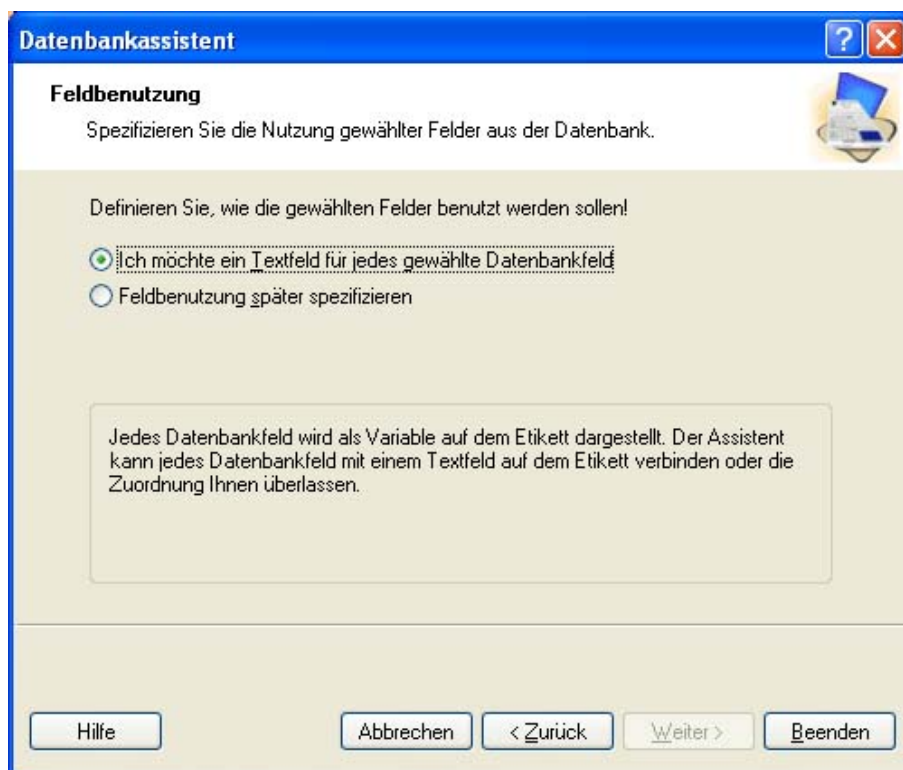 Datenbankassistent
Feldbenutzung
Spezifizieren Sie die Nutzung gewählter Felder aus der Datenbank.
Definieren Sie, wie die gewählten Felder benutzt werden sollen!
Ich möchte ein Textfeld für jedes gewählte Datenbankfeld
Feldbenutzung später spezifizieren
Jedes Datenbankfeld wird als Variable auf dem Etikett dargestellt. Der Assistent
kann jedes Datenbankfeld mit einem Textfeld auf dem Etikett verbinden oder die
Zuordnung Ihnen überlassen.
Hilfe Abbrechen < Zurück Weiter > Beenden